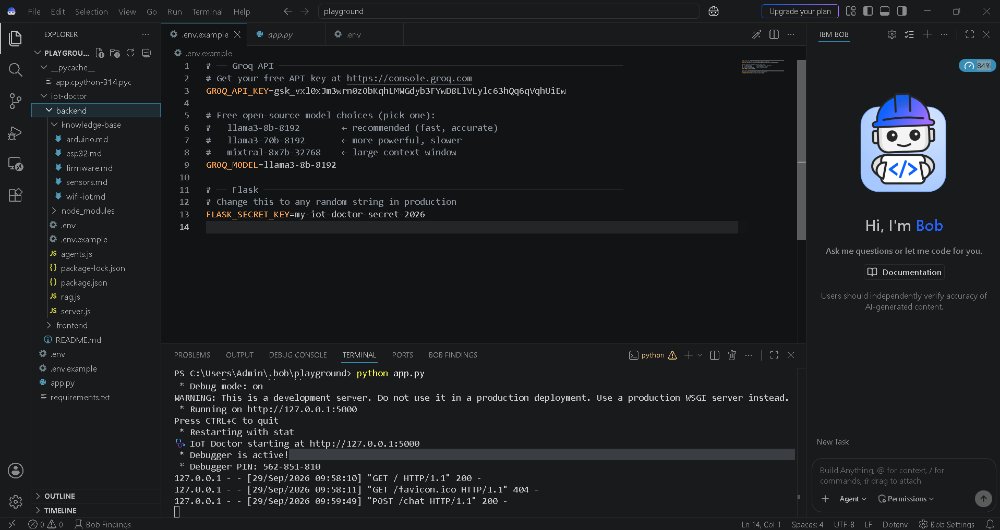 File Edit Selection View Go Run Terminal Help
playground
Upgrade your plan
EXPLORER
PLAYGROU...
__pycache__
app.cpython-314.pyc
iot-doctor
backend
knowledge-base
arduino.md
esp32.md
firmware.md
sensors.md
wifi-iot.md
node_modules
.env
.env.example
JS agents.js
{} package-lock.json
{} package.json
JS rag.js
JS server.js
frontend
README.md
.env
.env.example
app.py
requirements.txt
OUTLINE
TIMELINE
.env.example
app.py
.env
.env.example
1 # —— Groq API ——————————
2 # Get your free API key at https://console.groq.com
3 GROQ_API_KEY=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
4
5 # Free open-source model choices (pick one):
6 # llama3-8b-8192 ← recommended (fast, accurate)
7 # llama3-70b-8192 ← more powerful, slower
8 # mixtral-8x7b-32768 ← large context window
9 GROQ_MODEL=llama3-8b-8192
10
11 # —— Flask ——————————
12 # Change this to any random string in production
13 FLASK_SECRET_KEY=my-iot-doctor-secret-2026
14
PROBLEMS OUTPUT DEBUG CONSOLE TERMINAL PORTS BOB FINDINGS
python
PS C:\Users\Admin\.bob\playground> python app.py
* Debug mode: on
WARNING: This is a development server. Do not use it in a production deployment. Use a production WSGI server instead.
* Running on http://127.0.0.1:5000
Press CTRL+C to quit
* Restarting with stat
🩺 IoT Doctor starting at http://127.0.0.1:5000
* Debugger is active!
* Debugger PIN: 562-851-810
127.0.0.1 - - [29/Sep/2026 09:58:10] "GET / HTTP/1.1" 200 -
127.0.0.1 - - [29/Sep/2026 09:58:11] "GET /favicon.ico HTTP/1.1" 404 -
127.0.0.1 - - [29/Sep/2026 09:59:49] "POST /chat HTTP/1.1" 200 -
IBM BOB
84%
</>
Hi, I'm Bob
Ask me questions or let me code for you.
Documentation
Users should independently verify accuracy of
AI-generated content.
New Task
Build Anything, @ for context, / for
commands, ⇧ drag to attach
Agent
Permissions
0 0 Bob Findings
Ln 14, Col 1 Spaces: 4 UTF-8 LF Dotenv Bob Settings